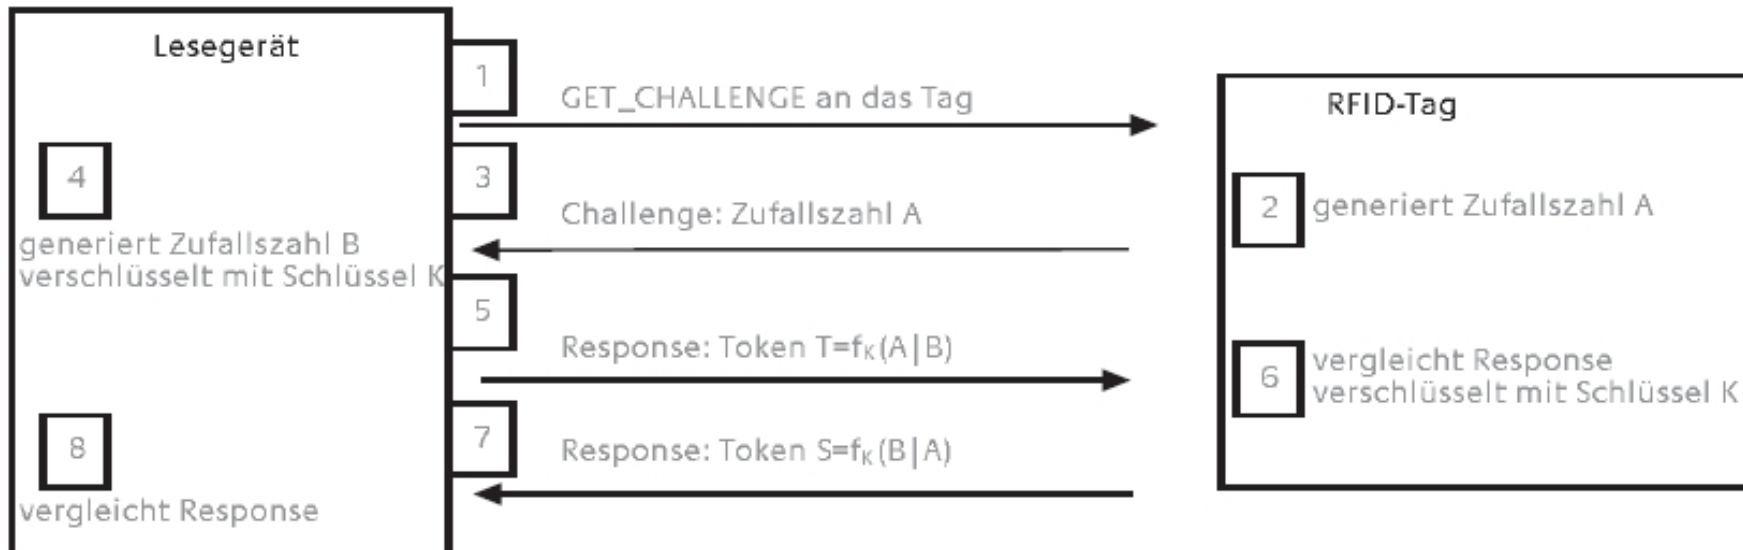 Lesegerät
1
GET_CHALLENGE an das Tag
RFID-Tag
2
generiert Zufallszahl A
3
Challenge: Zufallszahl A
4
generiert Zufallszahl B
verschlüsselt mit Schlüssel K
5
Response: Token T=fK(A|B)
6
vergleicht Response
verschlüsselt mit Schlüssel K
7
Response: Token S=fK(B|A)
8
vergleicht Response